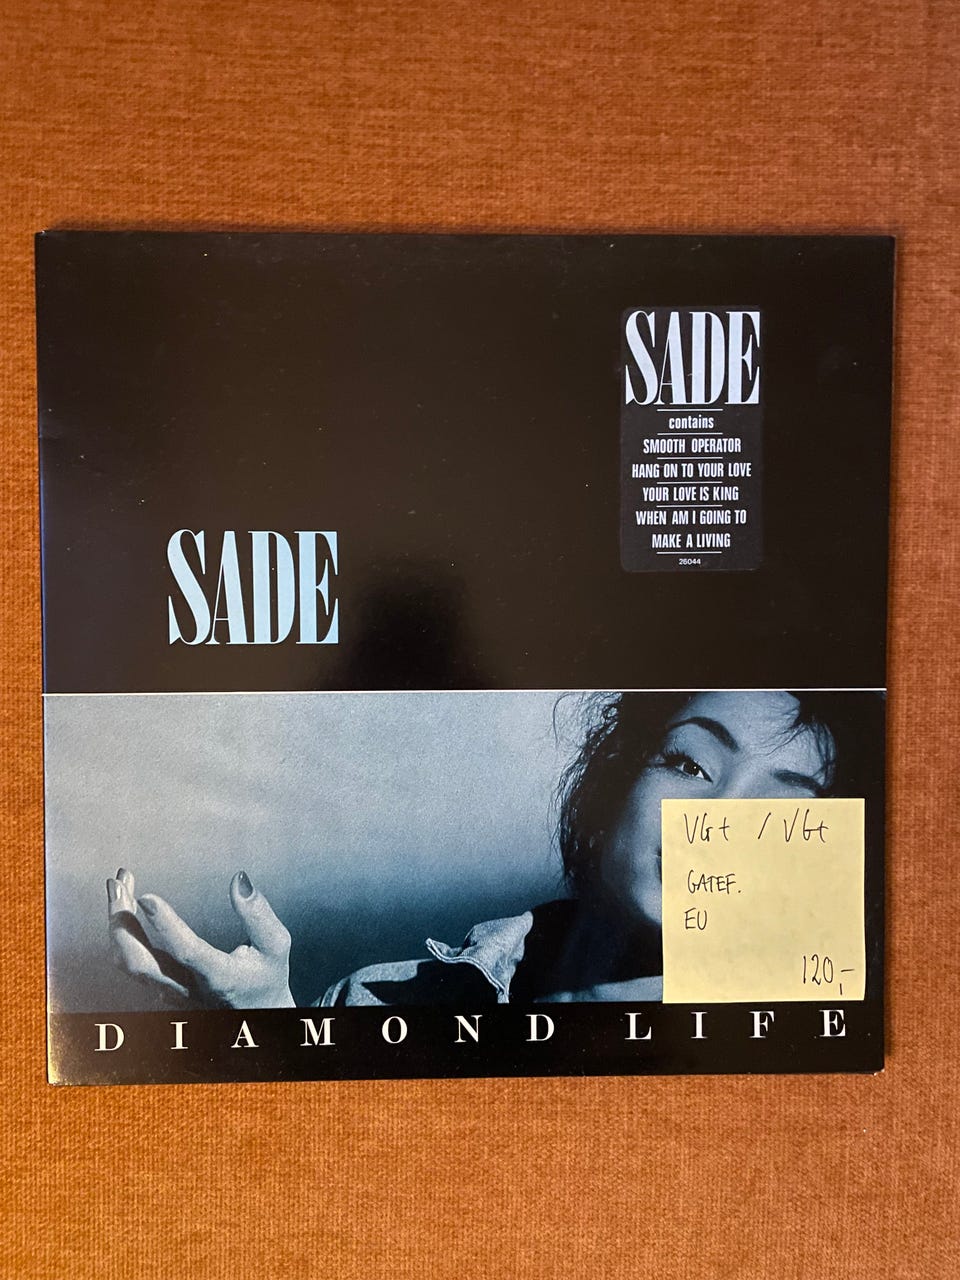 SADE
contains
SMOOTH OPERATOR
HANG ON TO YOUR LOVE
YOUR LOVE IS KING
WHEN AM I GOING TO
MAKE A LIVING
26044
SADE
VG+ / VG+
GATEF.
EU
120,-
DIAMOND LIFE